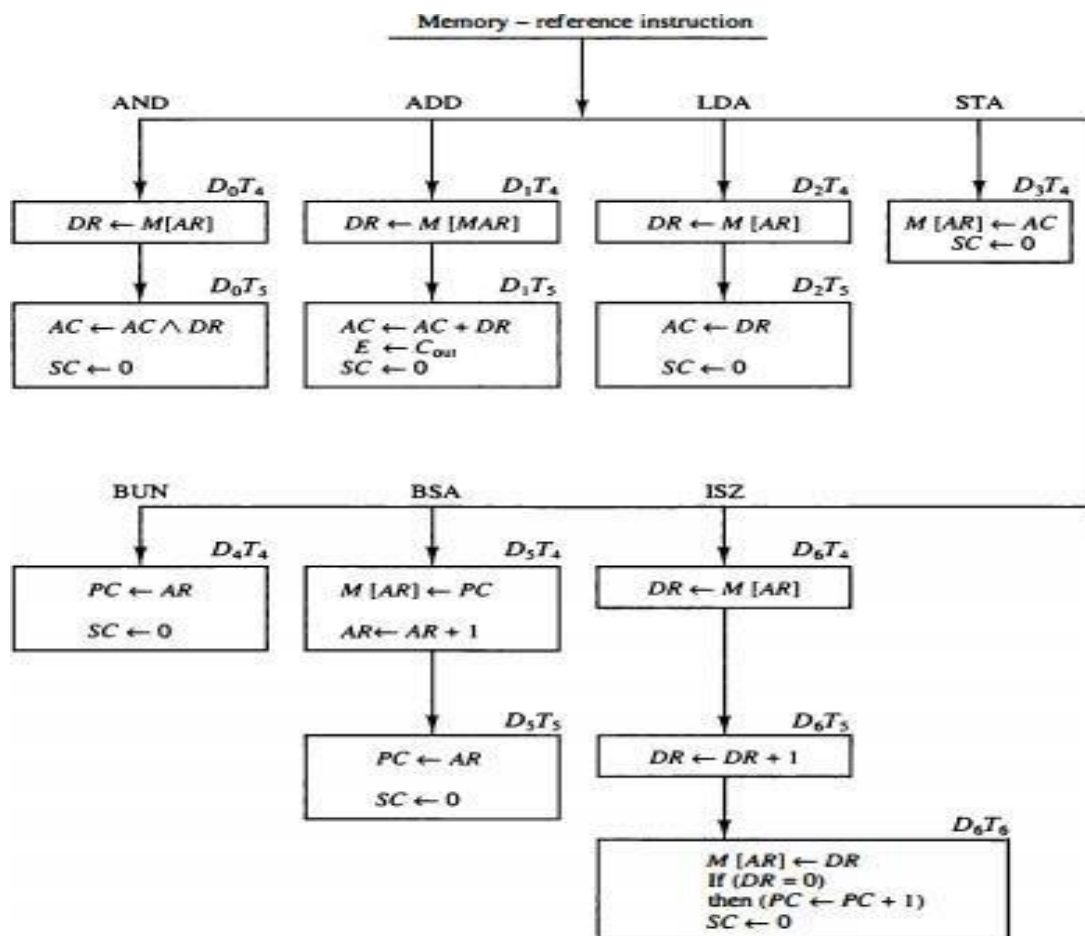 Memory – reference instruction
AND ADD LDA STA
D₀T₄ D₁T₄ D₂T₄ D₃T₄
DR ← M[AR] DR ← M [MAR] DR ← M [AR] M [AR] ← AC
SC ← 0
D₀T₅ D₁T₅ D₂T₅
AC ← AC ∧ DR AC ← AC + DR AC ← DR
E ← Cout
SC ← 0 SC ← 0 SC ← 0
BUN BSA ISZ
D₄T₄ D₅T₄ D₆T₄
PC ← AR M [AR] ← PC DR ← M [AR]
SC ← 0 AR ← AR + 1
D₅T₅ D₆T₅
PC ← AR DR ← DR + 1
SC ← 0
D₆T₆
M [AR] ← DR
If (DR = 0)
then (PC ← PC + 1)
SC ← 0